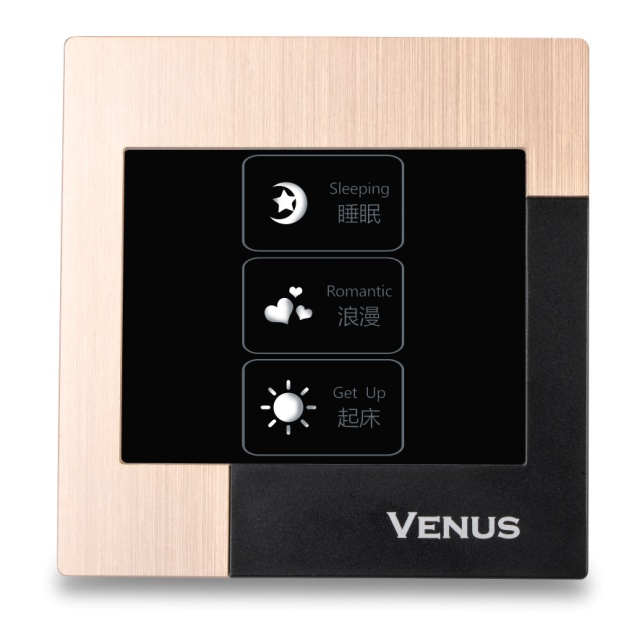 Sleeping
睡眠
Romantic
浪漫
Get Up
起床
VENUS